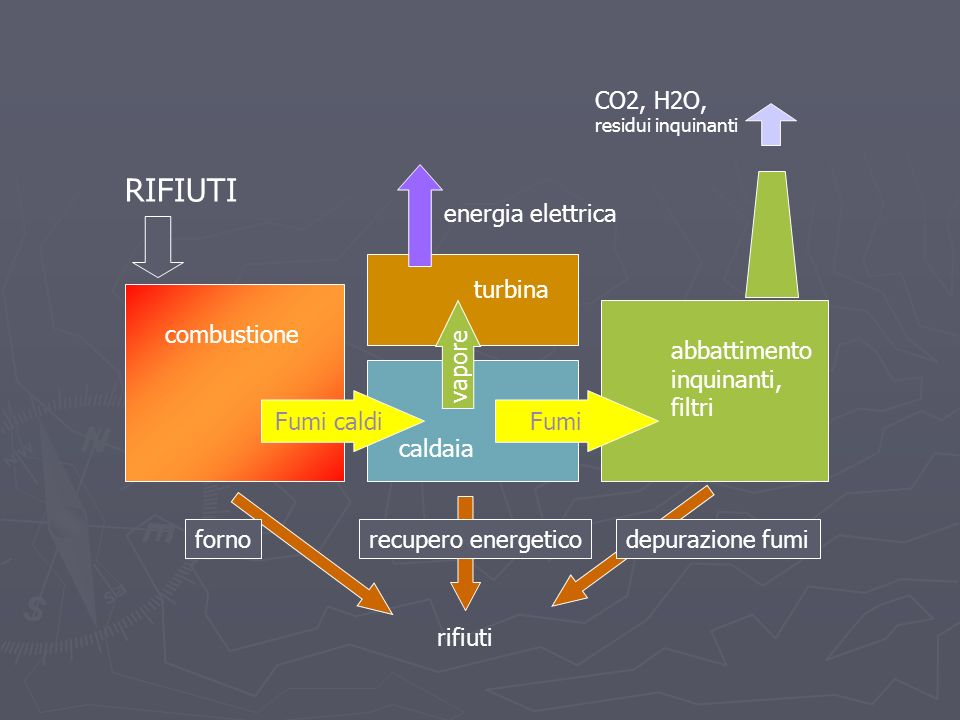 CO2, H2O,
residui inquinanti
RIFIUTI
energia elettrica
turbina
combustione
vapore
abbattimento
inquinanti,
filtri
Fumi caldi
Fumi
caldaia
forno
recupero energetico
depurazione fumi
rifiuti